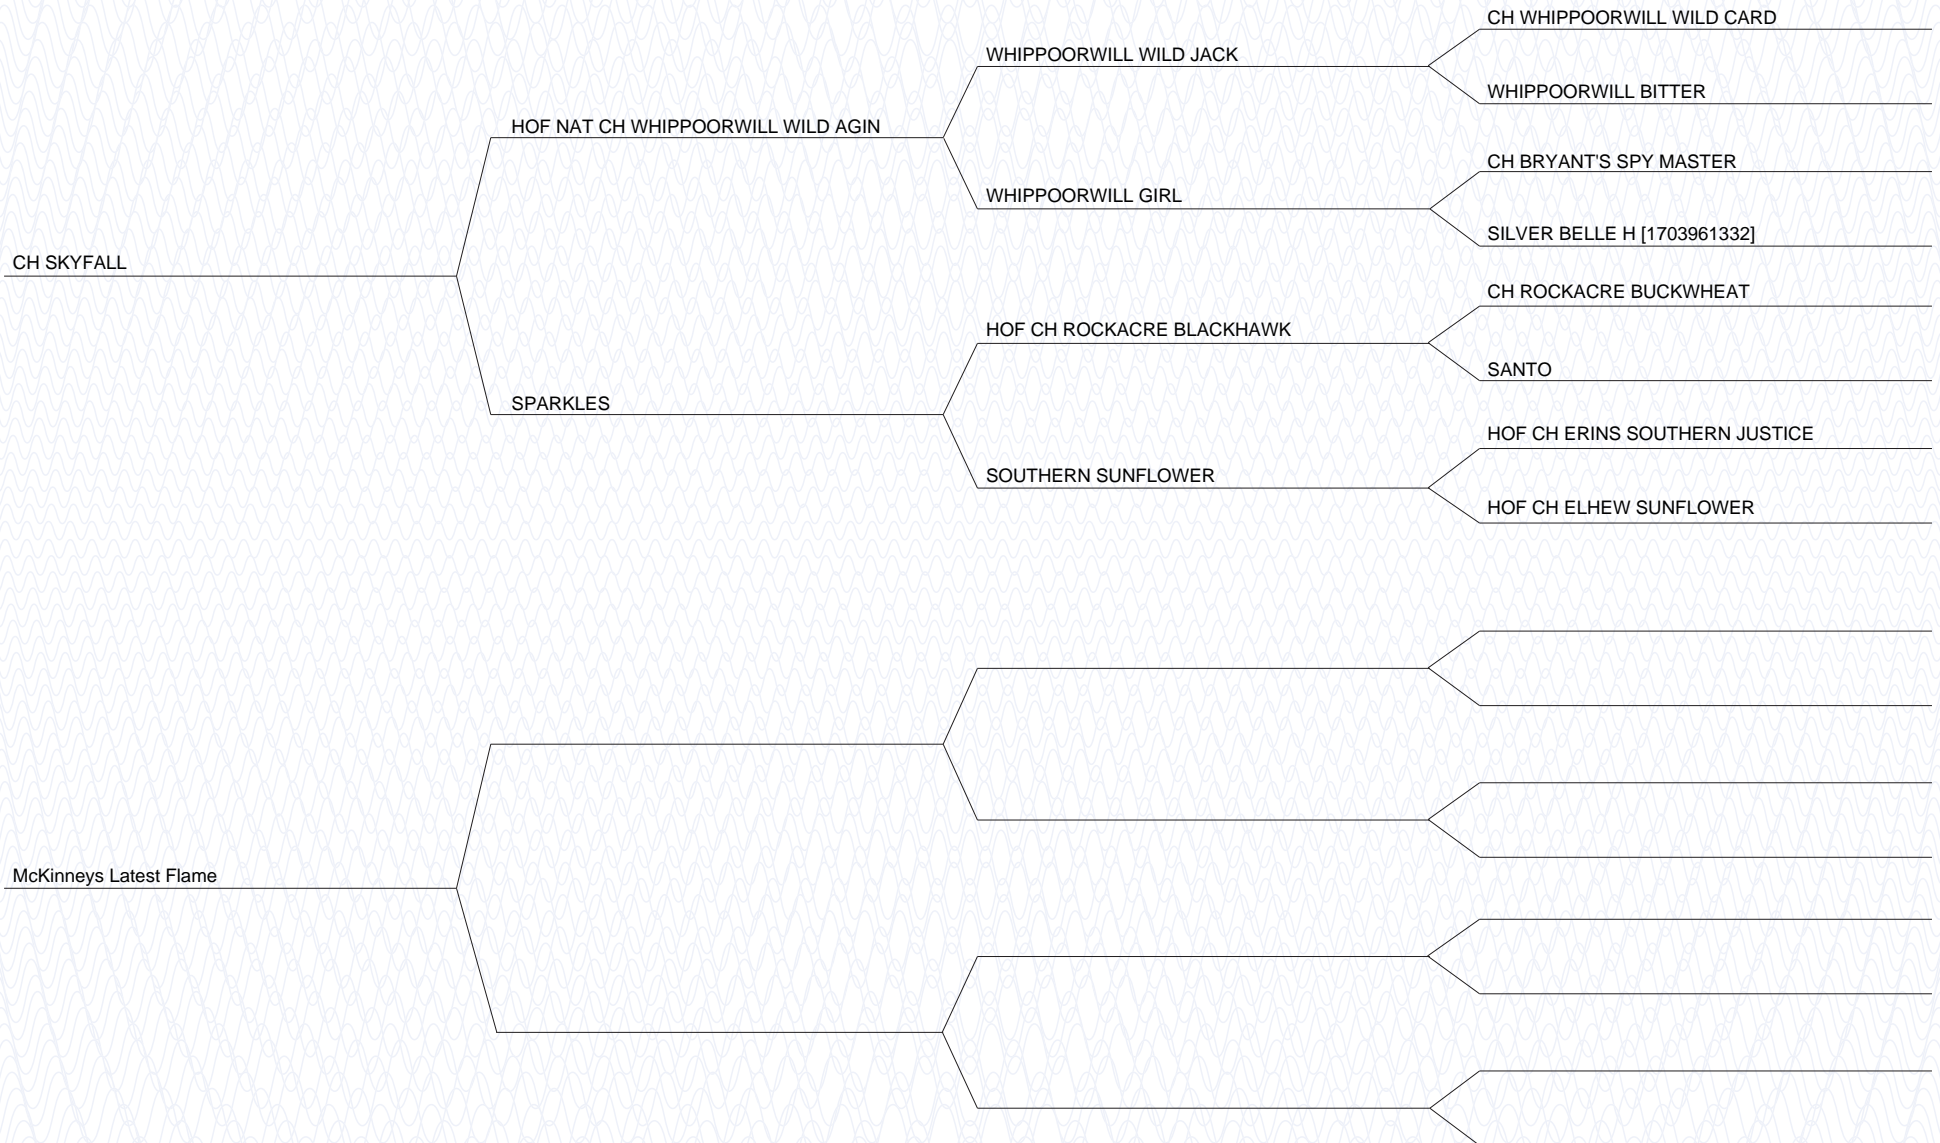 CH WHIPPOORWILL WILD CARD
WHIPPOORWILL WILD JACK
WHIPPOORWILL BITTER
HOF NAT CH WHIPPOORWILL WILD AGIN
CH BRYANT'S SPY MASTER
WHIPPOORWILL GIRL
SILVER BELLE H [1703961332]
CH SKYFALL
CH ROCKACRE BUCKWHEAT
HOF CH ROCKACRE BLACKHAWK
SANTO
SPARKLES
HOF CH ERINS SOUTHERN JUSTICE
SOUTHERN SUNFLOWER
HOF CH ELHEW SUNFLOWER
McKinneys Latest Flame